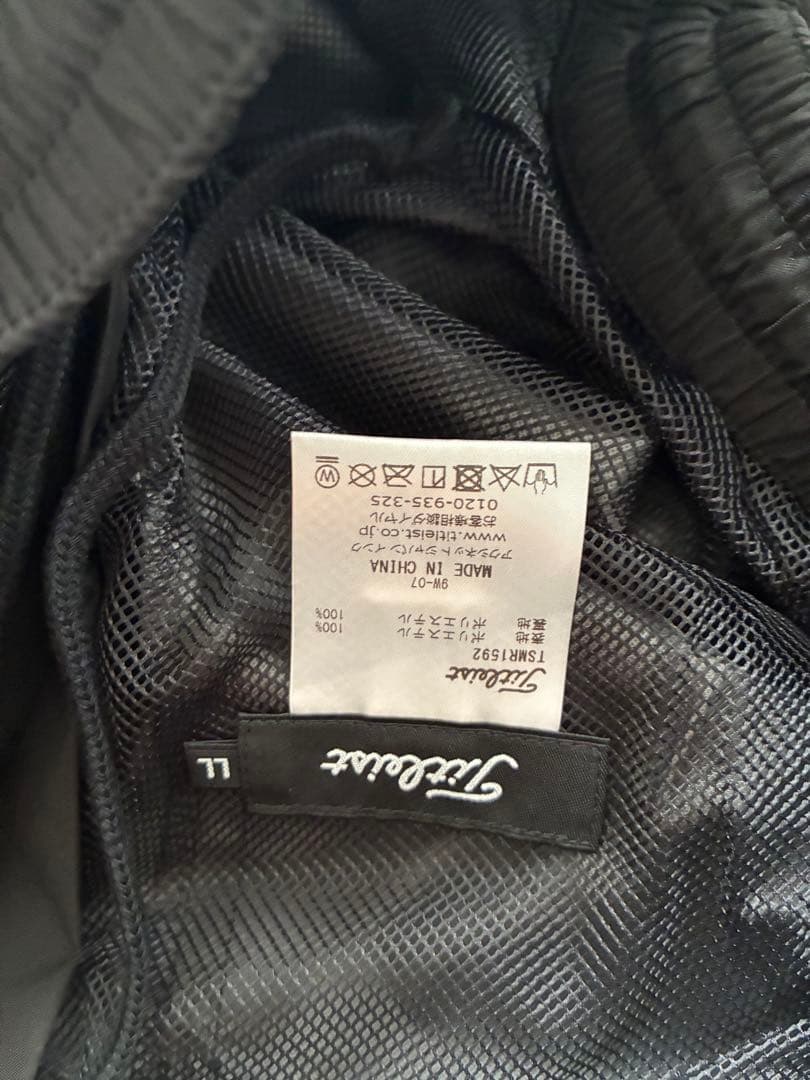 Titleist
LL
Titleist
TSMR1592
表地 ポリエステル 100%
裏地 ポリエステル 100%
9W-07
MADE IN CHINA
アクシネットジャパンインク
www.titleist.co.jp
お客様相談ダイヤル
0120-935-325
W